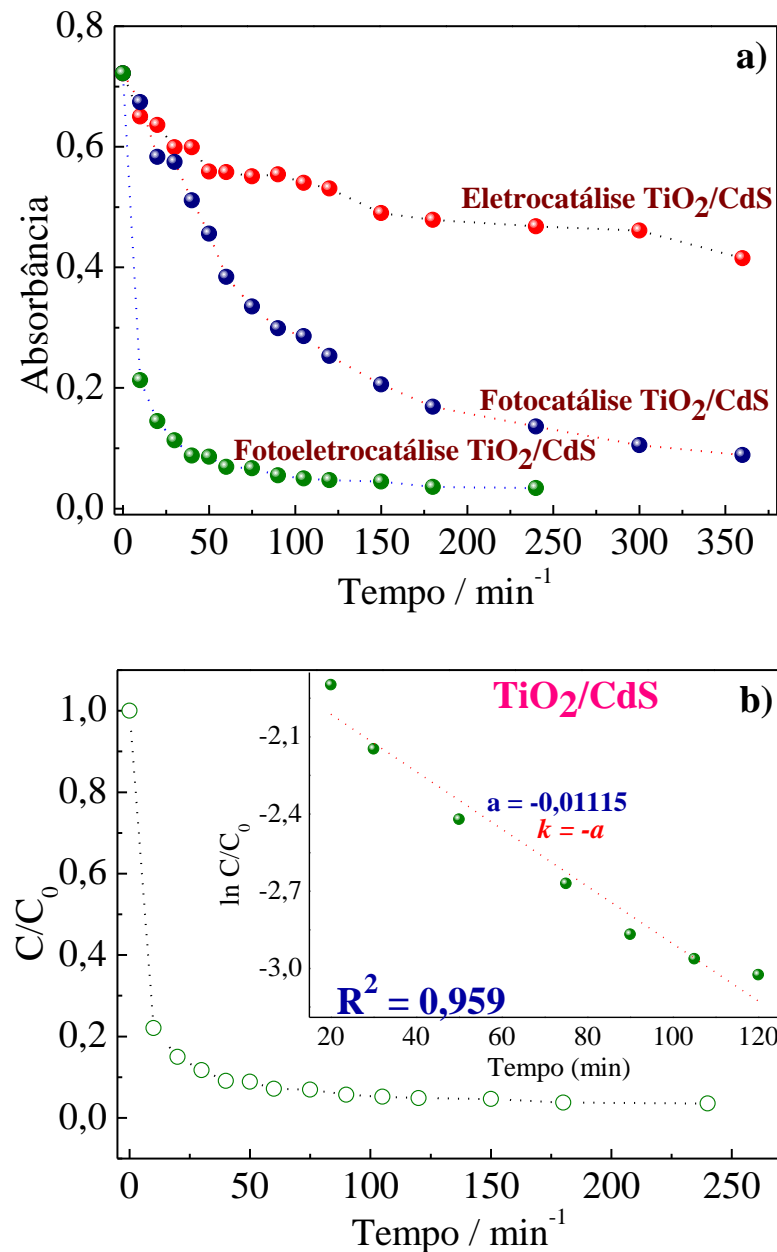 a)
0,8
0,6
0,4
0,2
0,0
Absorbância
Eletrocatálise TiO₂/CdS
Fotocatálise TiO₂/CdS
Fotoeletrocatálise TiO₂/CdS
0 50 100 150 200 250 300 350
Tempo / min⁻¹
b)
1,0
0,8
0,6
0,4
0,2
0,0
C/C₀
TiO₂/CdS
-2,1
-2,4
-2,7
-3,0
ln C/C₀
a = -0,01115
k = -a
R² = 0,959
20 40 60 80 100 120
Tempo (min)
0 50 100 150 200 250
Tempo / min⁻¹